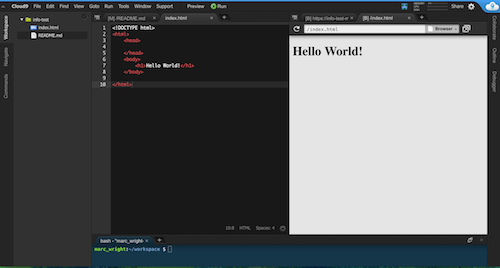 Cloud9 File Edit Find View Goto Run Tools Window Support Preview Run Share
Workspace
Navigate
Commands
info-test
index.html
README.md
[M] README.md index.html
1 <!DOCTYPE html>
2 <html>
3 <head>
4
5 </head>
6 <body>
7 <h1>Hello World!</h1>
8 </body>
9
10 </html>
10:8 HTML Spaces: 4
[B] /index.html
/index.html Browser
Hello World!
Collaborate
Outline
Debugger
bash - "marc_wright-
marc_wright:~/workspace $